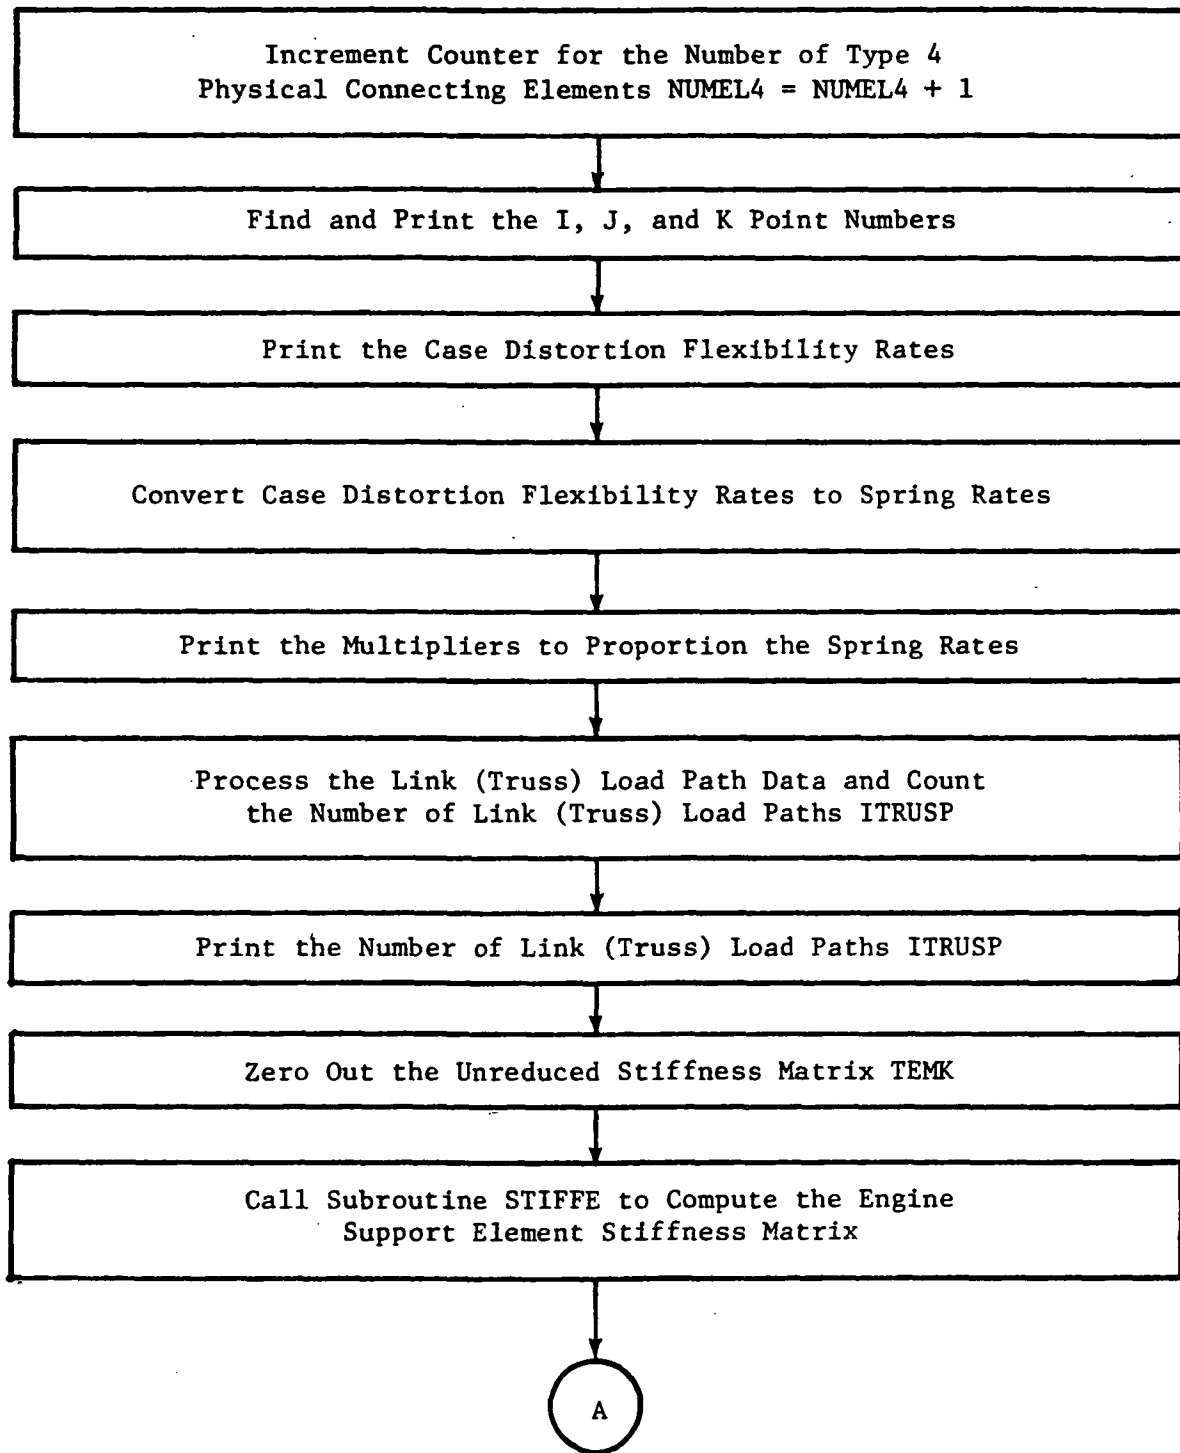 Increment Counter for the Number of Type 4
Physical Connecting Elements NUMEL4 = NUMEL4 + 1
Find and Print the I, J, and K Point Numbers
Print the Case Distortion Flexibility Rates
Convert Case Distortion Flexibility Rates to Spring Rates
Print the Multipliers to Proportion the Spring Rates
Process the Link (Truss) Load Path Data and Count
the Number of Link (Truss) Load Paths ITRUSP
Print the Number of Link (Truss) Load Paths ITRUSP
Zero Out the Unreduced Stiffness Matrix TEMK
Call Subroutine STIFFE to Compute the Engine
Support Element Stiffness Matrix
A